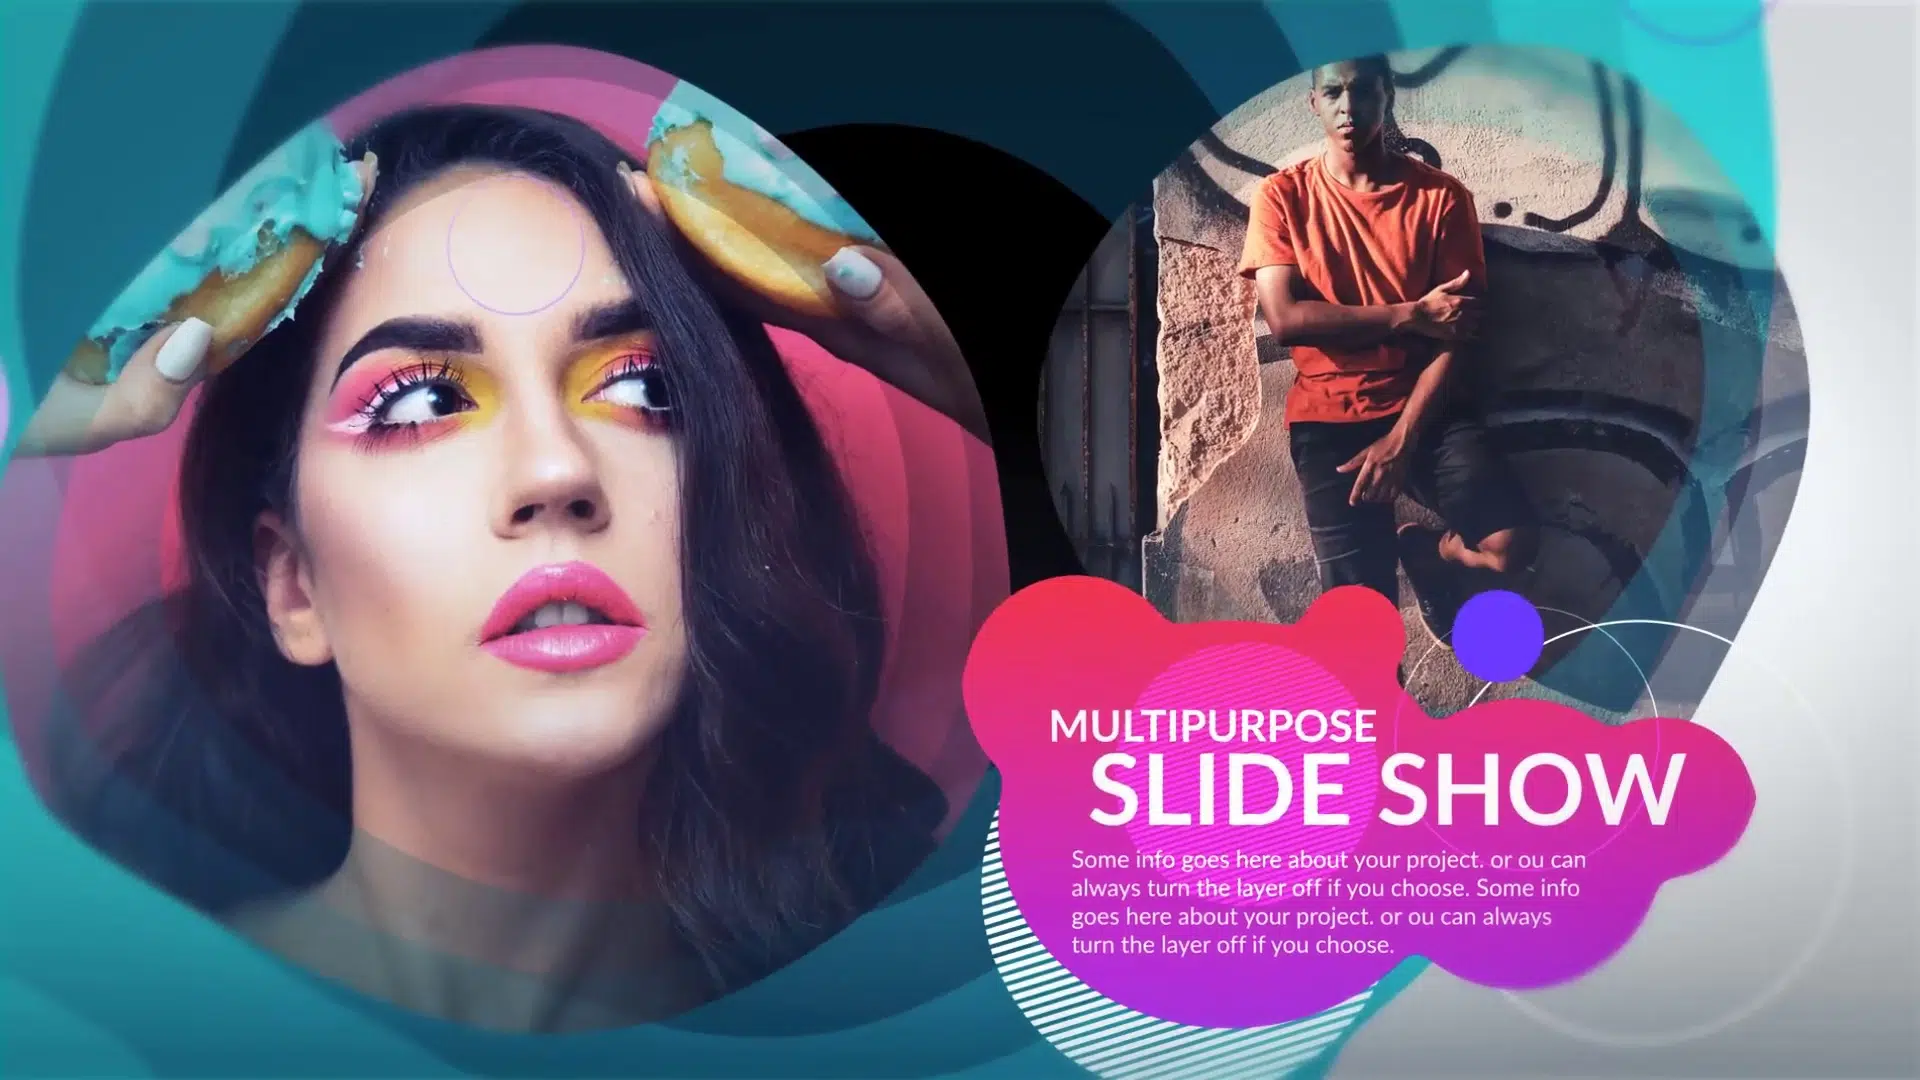 MULTIPURPOSE
SLIDE SHOW
Some info goes here about your project. or ou can
always turn the layer off if you choose. Some info
goes here about your project. or ou can always
turn the layer off if you choose.